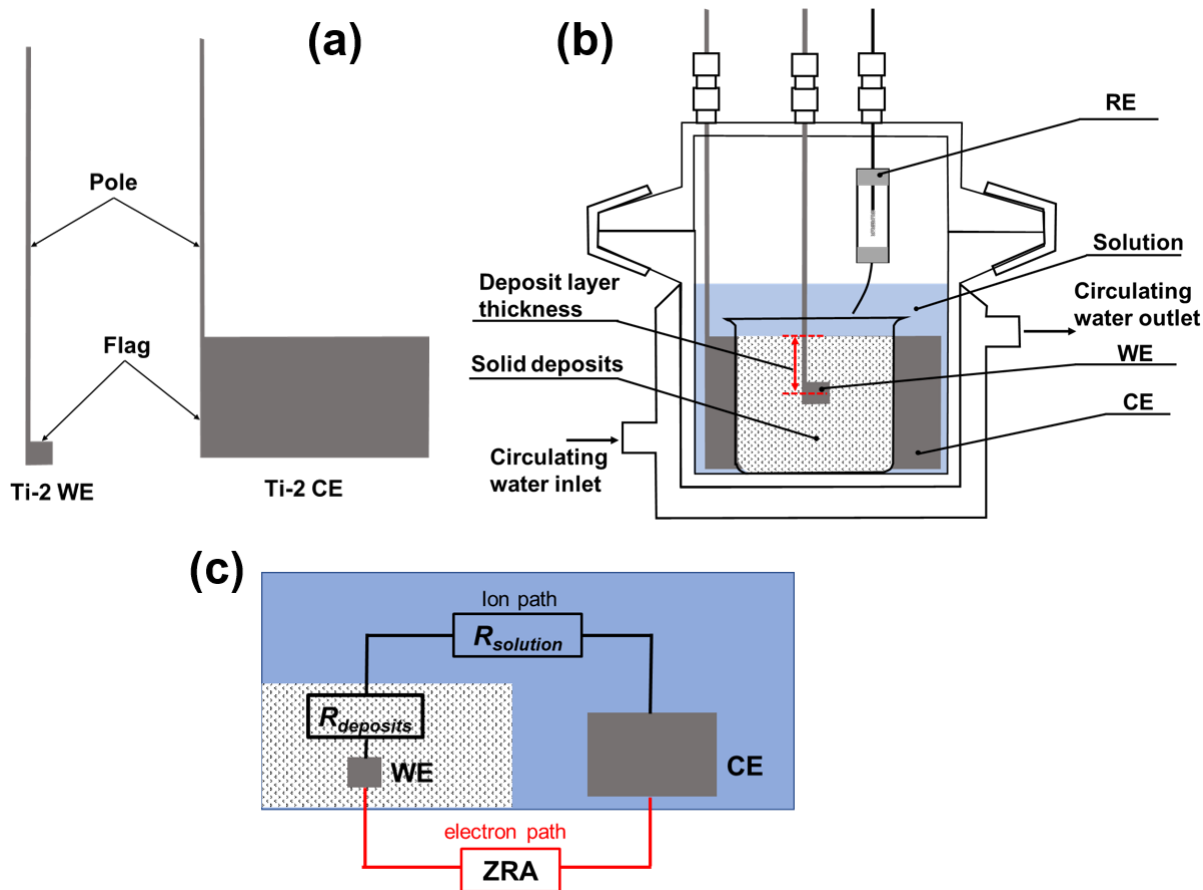 (a)
Pole
Flag
Ti-2 WE
Ti-2 CE
(b)
RE
Solution
Deposit layer
thickness
Circulating
water outlet
Solid deposits
WE
CE
Circulating
water inlet
(c)
Ion path
Rsolution
Rdeposits
WE
CE
electron path
ZRA